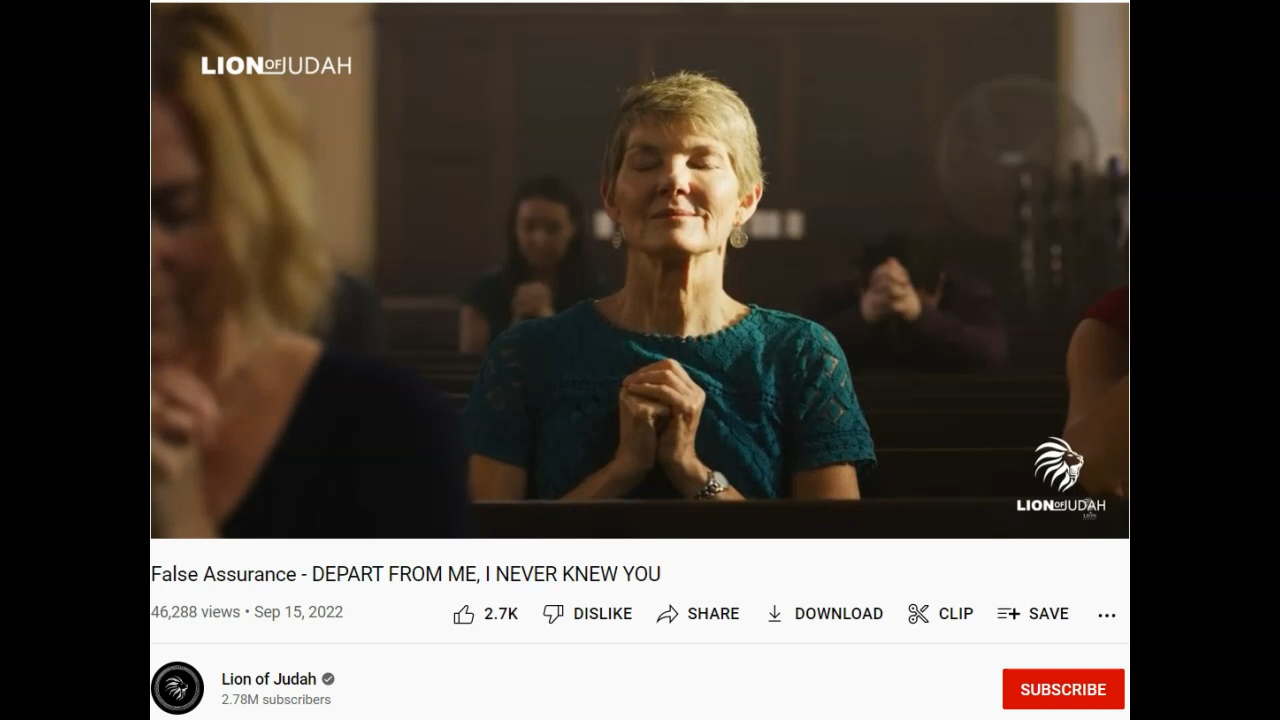 LION OF JUDAH
LION OF JUDAH
False Assurance - DEPART FROM ME, I NEVER KNEW YOU
46,288 views • Sep 15, 2022 2.7K DISLIKE SHARE DOWNLOAD CLIP SAVE ...
Lion of Judah
2.78M subscribers
SUBSCRIBE